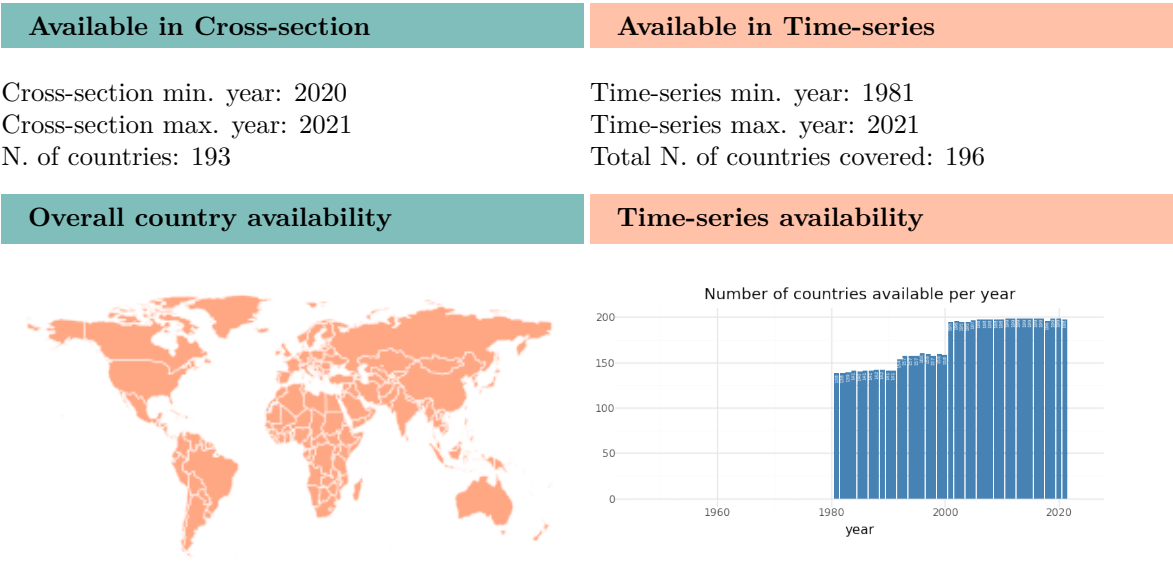 Available in Cross-section
Cross-section min. year: 2020
Cross-section max. year: 2021
N. of countries: 193
Available in Time-series
Time-series min. year: 1981
Time-series max. year: 2021
Total N. of countries covered: 196
Overall country availability
Time-series availability
Number of countries available per year
200
150
100
50
0
1960
1980
2000
2020
year